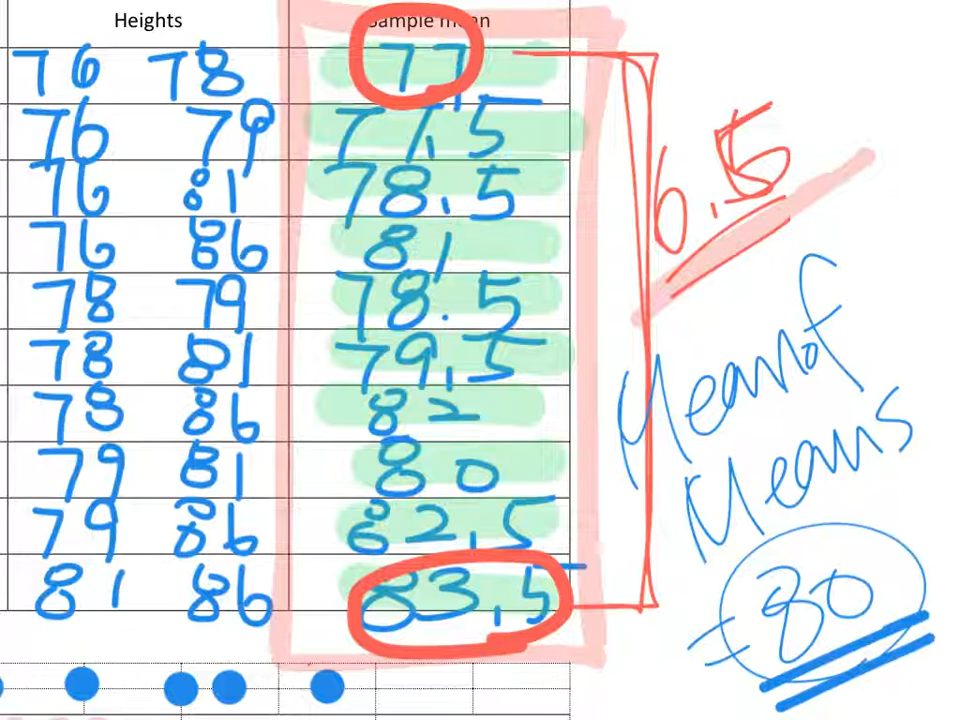 Heights Sample mean
76 78 77
76 79 77.5
76 81 78.5
76 86 81
78 79 78.5
78 81 79.5
78 86 82
79 81 80
79 86 82.5
81 86 83.5
6.5
Mean of
Means
= 80